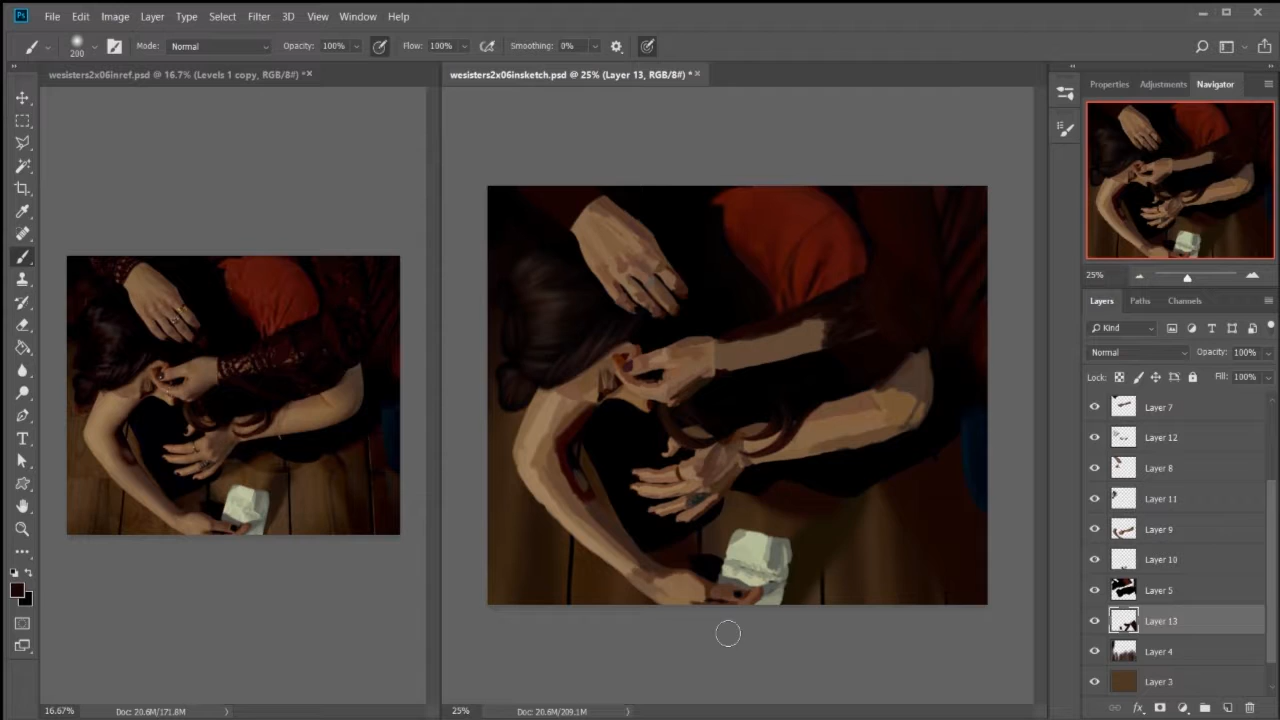 Ps File Edit Image Layer Type Select Filter 3D View Window Help
200 Mode: Normal Opacity: 100% Flow: 100% Smoothing: 0%
wesisters2x06inref.psd @ 16.7% (Levels 1 copy, RGB/8#) *
wesisters2x06insketch.psd @ 25% (Layer 13, RGB/8#) *
Properties Adjustments Navigator
25%
Layers Paths Channels
Kind
Normal Opacity: 100%
Lock: Fill: 100%
Layer 7
Layer 12
Layer 8
Layer 11
Layer 9
Layer 10
Layer 5
Layer 13
Layer 4
Layer 3
fx
16.67% Doc: 20.6M/171.8M
25% Doc: 20.6M/209.1M